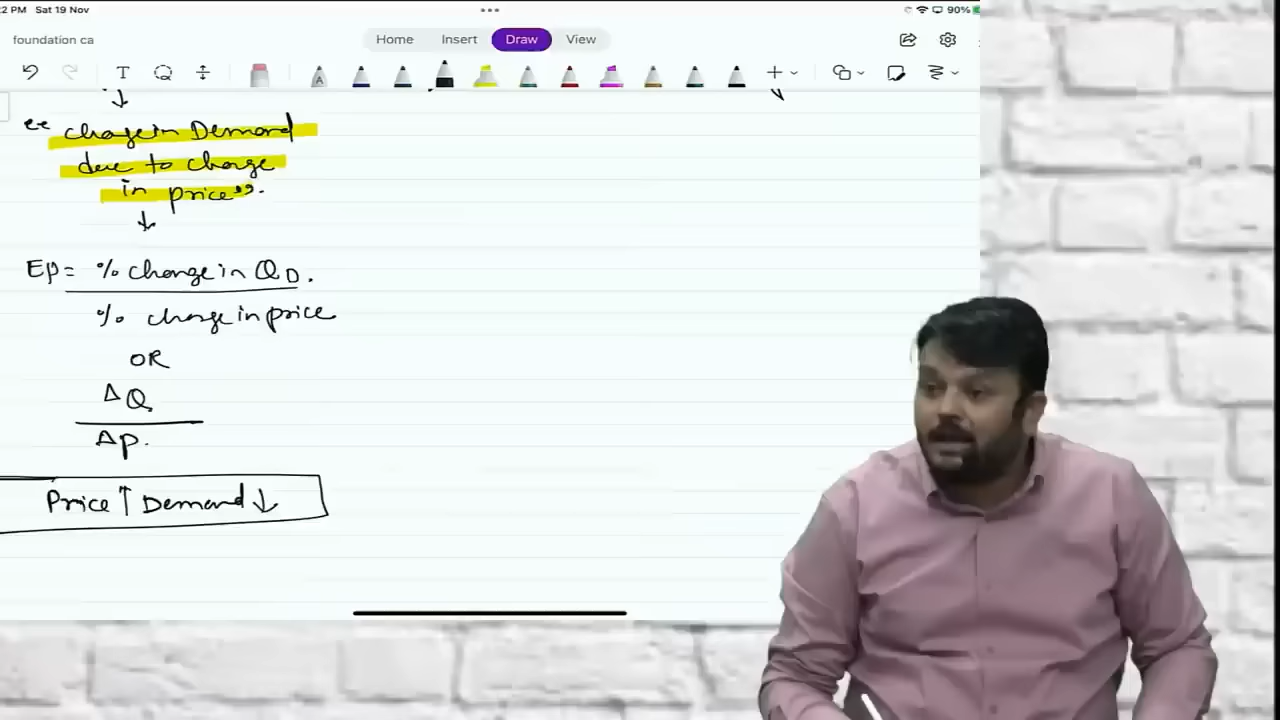 2 PM Sat 19 Nov
90%
foundation ca
Home Insert Draw View
T
A
"change in Demand
due to change
in price".
Ep = % change in QD.
% change in price
OR
ΔQ
Δp.
Price ↑ Demand ↓